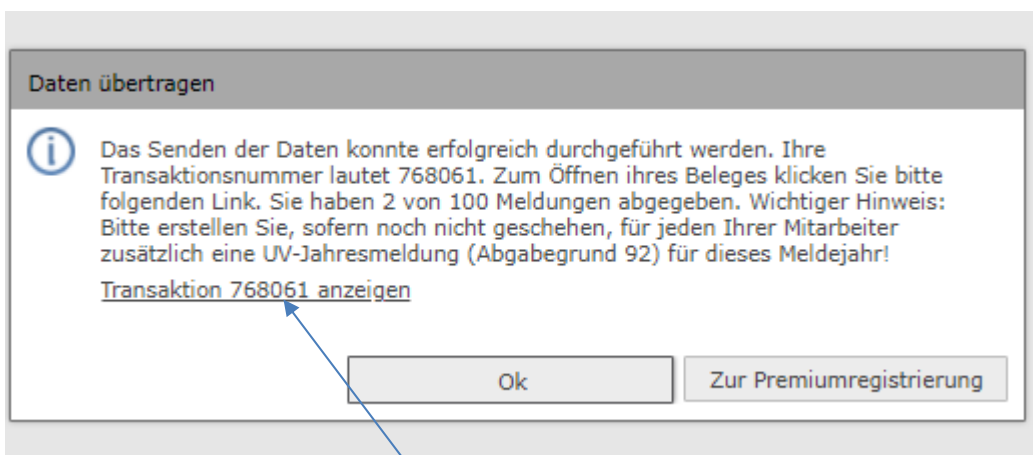 Daten übertragen
Das Senden der Daten konnte erfolgreich durchgeführt werden. Ihre
Transaktionsnummer lautet 768061. Zum Öffnen ihres Beleges klicken Sie bitte
folgenden Link. Sie haben 2 von 100 Meldungen abgegeben. Wichtiger Hinweis:
Bitte erstellen Sie, sofern noch nicht geschehen, für jeden Ihrer Mitarbeiter
zusätzlich eine UV-Jahresmeldung (Abgabegrund 92) für dieses Meldejahr!
Transaktion 768061 anzeigen
Ok
Zur Premiumregistrierung